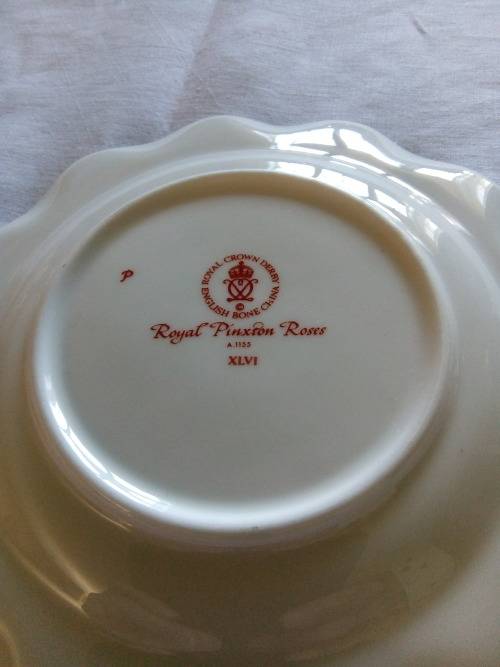 P
ROYAL CROWN DERBY
ENGLISH BONE CHINA
©
Royal Pinxton Roses
A.1155
XLVI